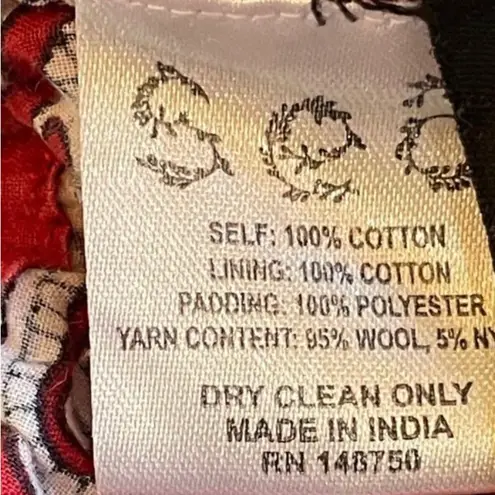 SELF: 100% COTTON
LINING: 100% COTTON
PADDING: 100% POLYESTER
YARN CONTENT: 95% WOOL, 5% NY
DRY CLEAN ONLY
MADE IN INDIA
RN 148750